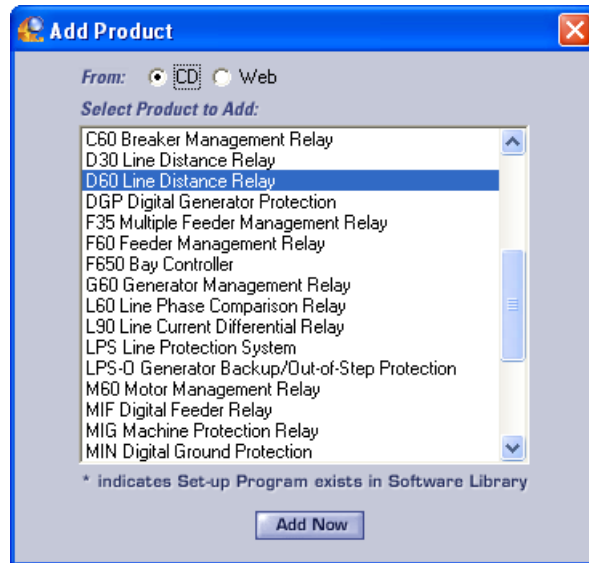 Add Product
From: CD Web
Select Product to Add:
C60 Breaker Management Relay
D30 Line Distance Relay
D60 Line Distance Relay
DGP Digital Generator Protection
F35 Multiple Feeder Management Relay
F60 Feeder Management Relay
F650 Bay Controller
G60 Generator Management Relay
L60 Line Phase Comparison Relay
L90 Line Current Differential Relay
LPS Line Protection System
LPS-O Generator Backup/Out-of-Step Protection
M60 Motor Management Relay
MIF Digital Feeder Relay
MIG Machine Protection Relay
MIN Digital Ground Protection
* indicates Set-up Program exists in Software Library
Add Now